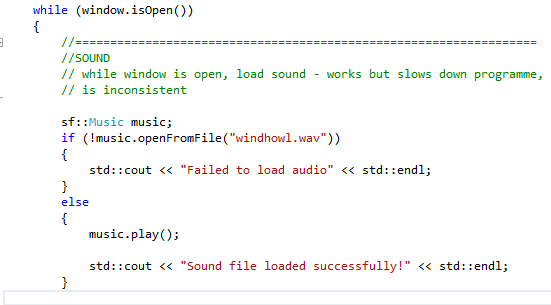 while (window.isOpen())
{
//==================================================================
//SOUND
// while window is open, load sound - works but slows down programme,
// is inconsistent
sf::Music music;
if (!music.openFromFile("windhowl.wav"))
{
std::cout << "Failed to load audio" << std::endl;
}
else
{
music.play();
std::cout << "Sound file loaded successfully!" << std::endl;
}